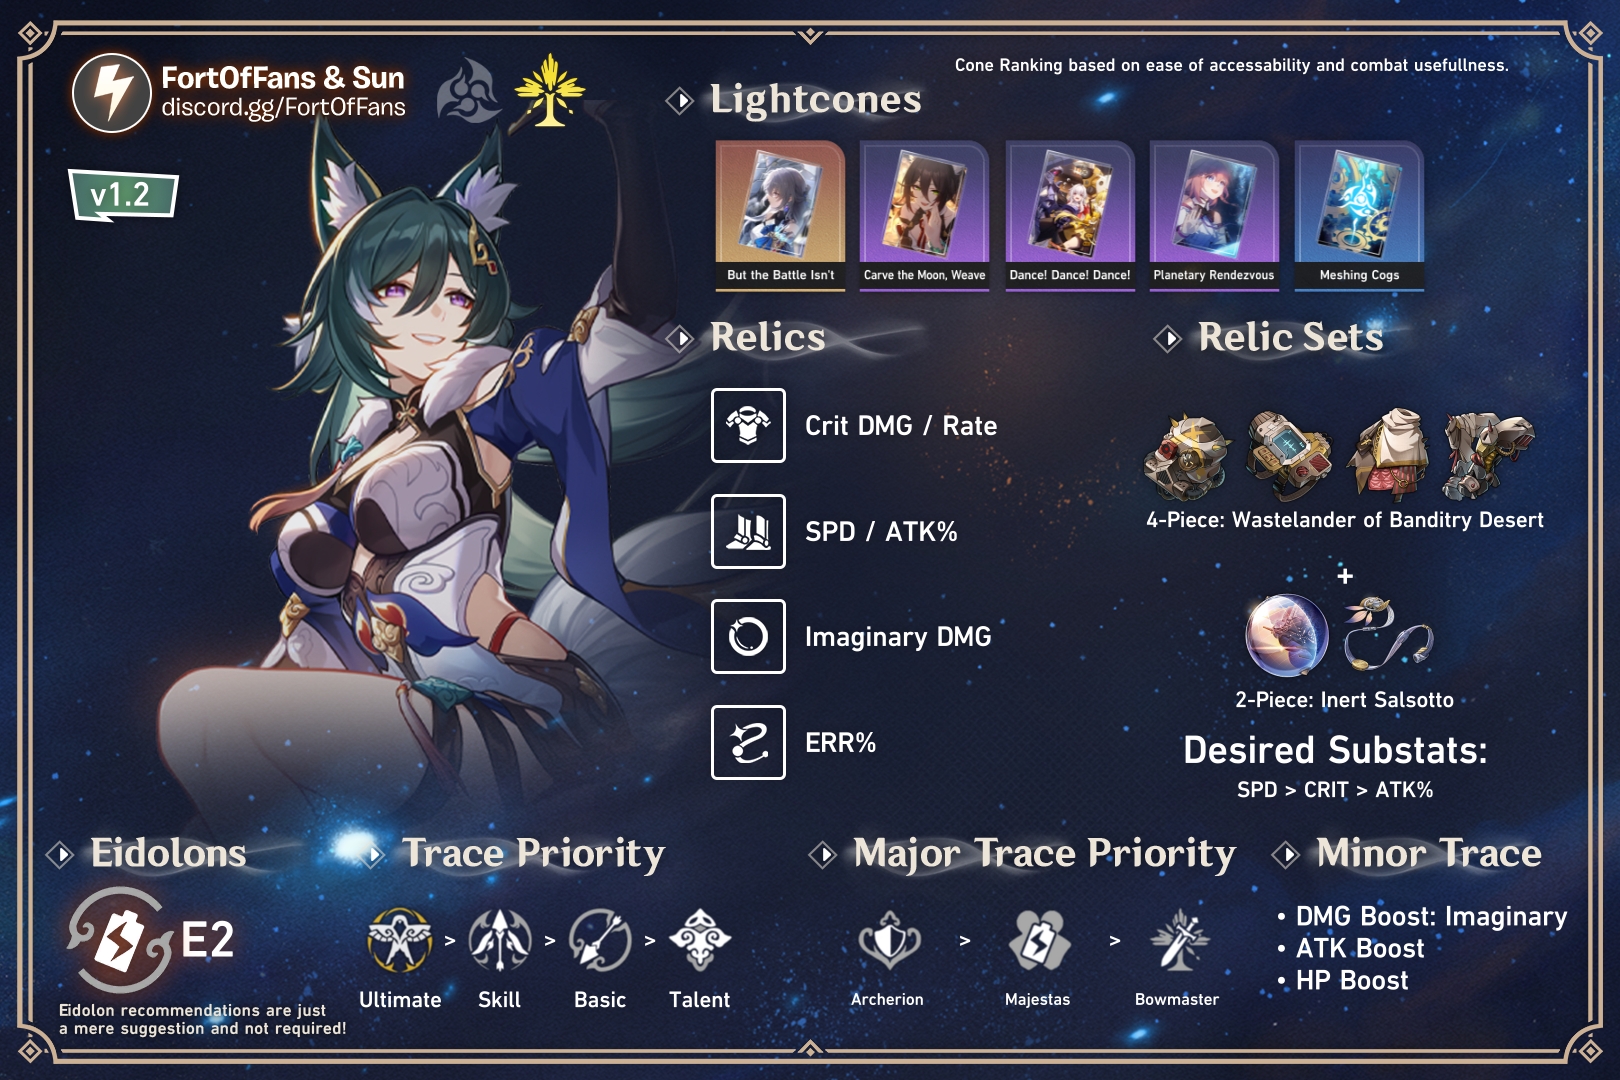 FortOfFans & Sun
discord.gg/FortOfFans
v1.2
Cone Ranking based on ease of accessability and combat usefullness.
Lightcones
But the Battle Isn't
Carve the Moon, Weave
Dance! Dance! Dance!
Planetary Rendezvous
Meshing Cogs
Relics
Crit DMG / Rate
SPD / ATK%
Imaginary DMG
ERR%
Relic Sets
4-Piece: Wastelander of Banditry Desert
+
2-Piece: Inert Salsotto
Desired Substats:
SPD > CRIT > ATK%
Eidolons
E2
Eidolon recommendations are just
a mere suggestion and not required!
Trace Priority
> > >
Ultimate Skill Basic Talent
Major Trace Priority
> >
Archerion Majestas Bowmaster
Minor Trace
• DMG Boost: Imaginary
• ATK Boost
• HP Boost